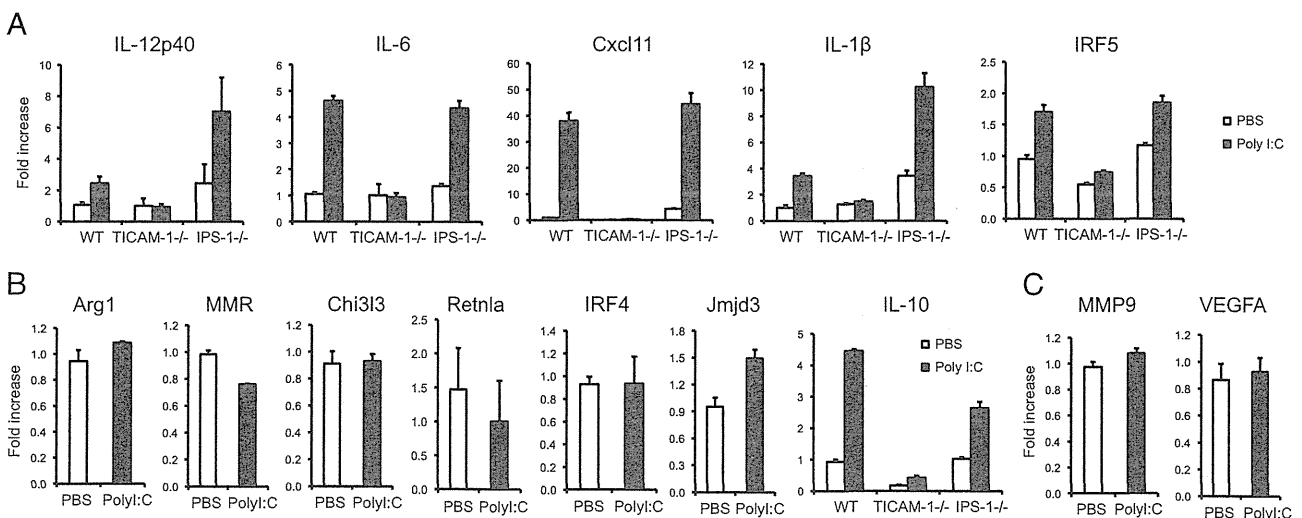 A
IL-12p40
IL-6
Cxcl11
IL-1β
IRF5
Fold increase
10
8
6
4
2
0
WT TICAM-1-/- IPS-1-/-
6
5
4
3
2
1
0
WT TICAM-1-/- IPS-1-/-
60
50
40
30
20
10
0
WT TICAM-1-/- IPS-1-/-
12
10
8
6
4
2
0
WT TICAM-1-/- IPS-1-/-
2.5
2.0
1.5
1.0
0.5
0.0
WT TICAM-1-/- IPS-1-/-
PBS
Poly I:C
B
Arg1
MMR
Chi3l3
Retnla
IRF4
Jmjd3
IL-10
Fold increase
1.2
1.0
0.8
0.6
0.4
0.2
0.0
PBS PolyI:C
1.2
1.0
0.8
0.6
0.4
0.2
0.0
PBS PolyI:C
1.2
1.0
0.8
0.6
0.4
0.2
0.0
PBS PolyI:C
2.5
2.0
1.5
1.0
0.5
0.0
PBS PolyI:C
1.4
1.2
1.0
0.8
0.6
0.4
0.2
0.0
PBS PolyI:C
1.8
1.5
1.2
0.9
0.6
0.3
0.0
PBS PolyI:C
5
4
3
2
1
0
WT TICAM-1-/- IPS-1-/-
PBS
Poly I:C
C
MMP9
VEGFA
Fold increase
1.2
1.0
0.8
0.6
0.4
0.2
0.0
PBS PolyI:C
1.2
1.0
0.8
0.6
0.4
0.2
0.0
PBS PolyI:C